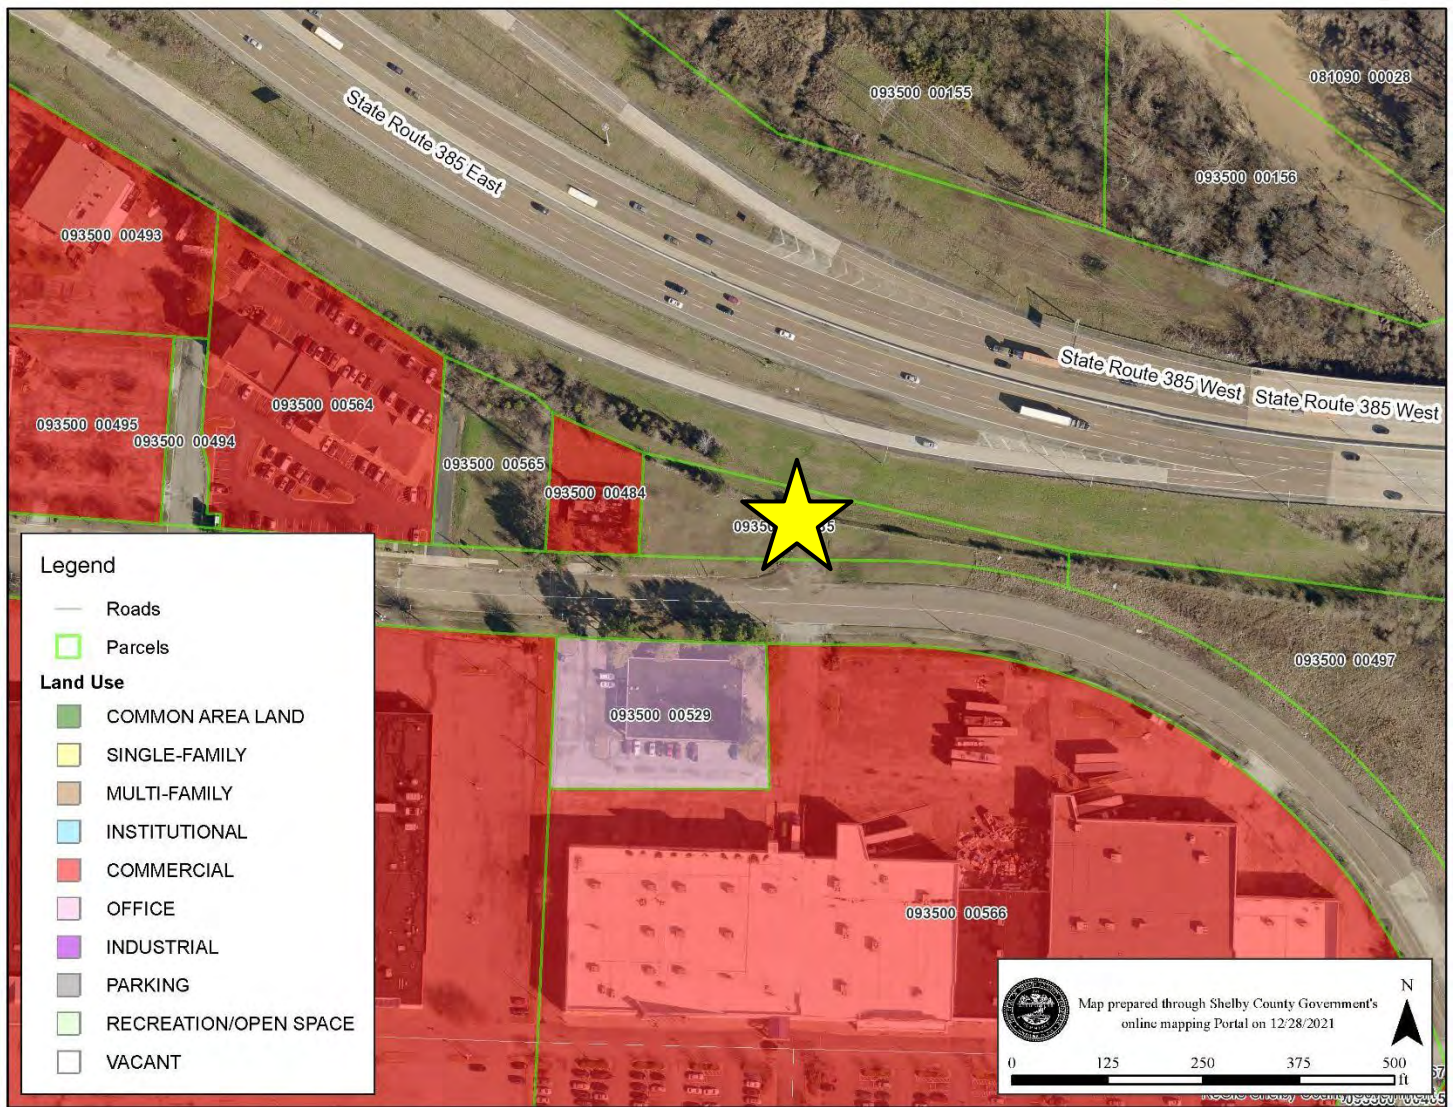 081090 00028
093500 00155
State Route 385 East
093500 00156
093500 00493
State Route 385 West
State Route 385 West
093500 00564
093500 00495
093500 00494
093500 00565
093500 00484
093500 00497
093500 00529
093500 00566
Legend
Roads
Parcels
Land Use
COMMON AREA LAND
SINGLE-FAMILY
MULTI-FAMILY
INSTITUTIONAL
COMMERCIAL
OFFICE
INDUSTRIAL
PARKING
RECREATION/OPEN SPACE
VACANT
Map prepared through Shelby County Government's
online mapping Portal on 12/28/2021
N
0 125 250 375 500
ft